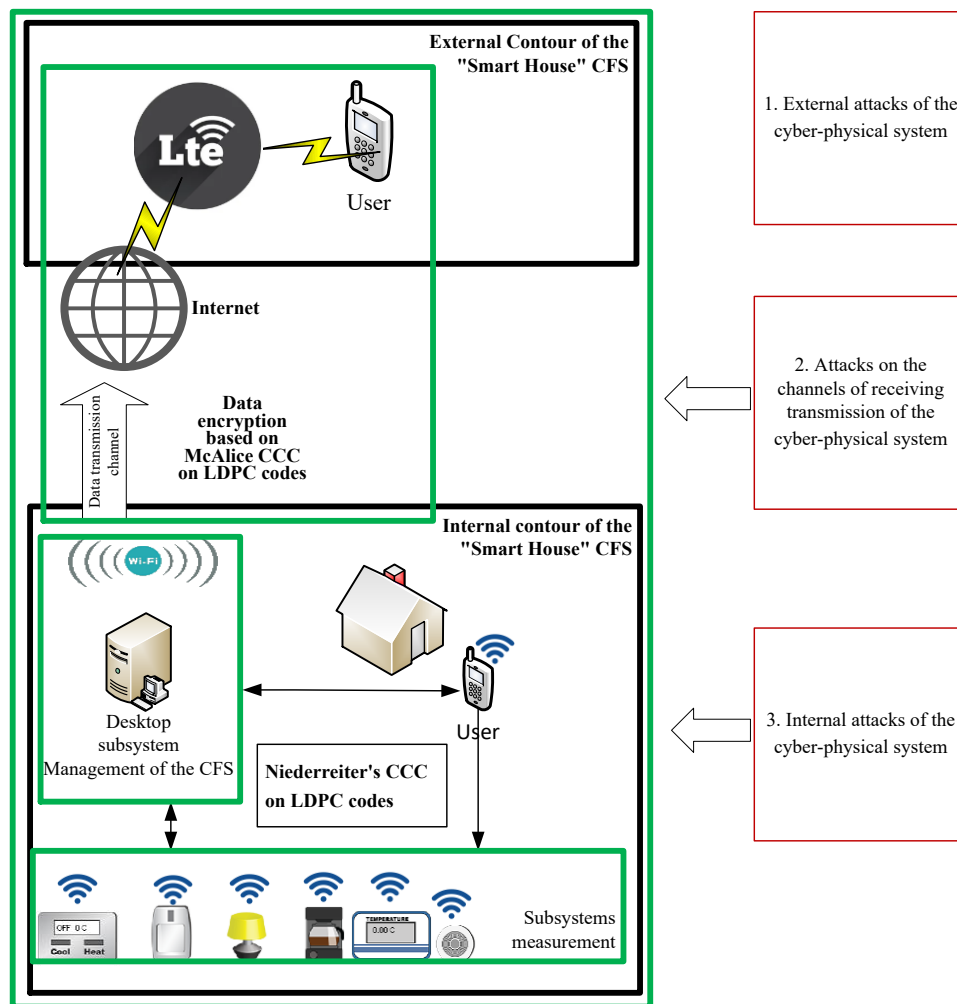 External Contour of the
"Smart House" CFS
Lte
User
Internet
Data transmission
channel
Data
encryption
based on
McAlice CCC
on LDPC codes
Internal contour of the
"Smart House" CFS
Wi-Fi
Desktop
subsystem
Management of the CFS
User
Niederreiter's CCC
on LDPC codes
OFF 0C
Cool Heat
TEMPERATURE
0.00 C
Subsystems
measurement
1. External attacks of the
cyber-physical system
2. Attacks on the
channels of receiving
transmission of the
cyber-physical system
3. Internal attacks of the
cyber-physical system